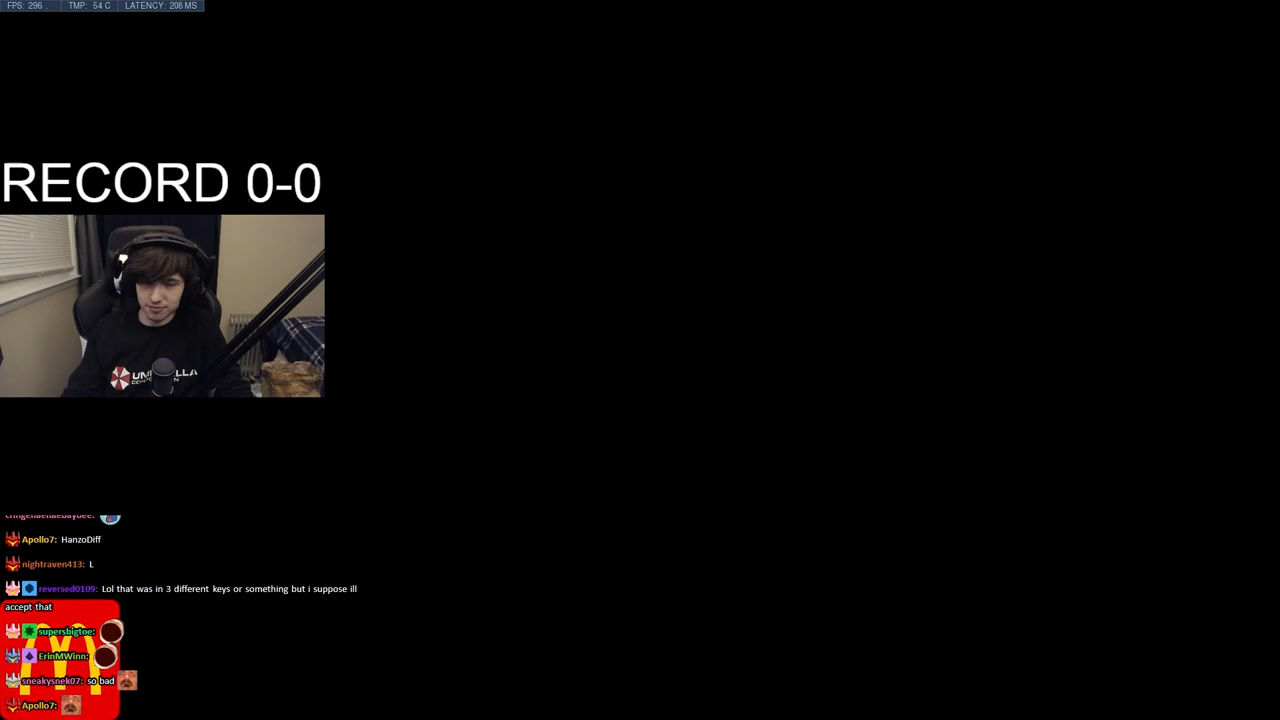 FPS: 296 TMP: 54 C LATENCY: 208 MS
RECORD 0-0
Apollo7: HanzoDiff
nightraven413: L
reversed0109: Lol that was in 3 different keys or something but i suppose ill
accept that
supersbigtoe:
ErinMWinn:
sneakysnek07: so bad
Apollo7: